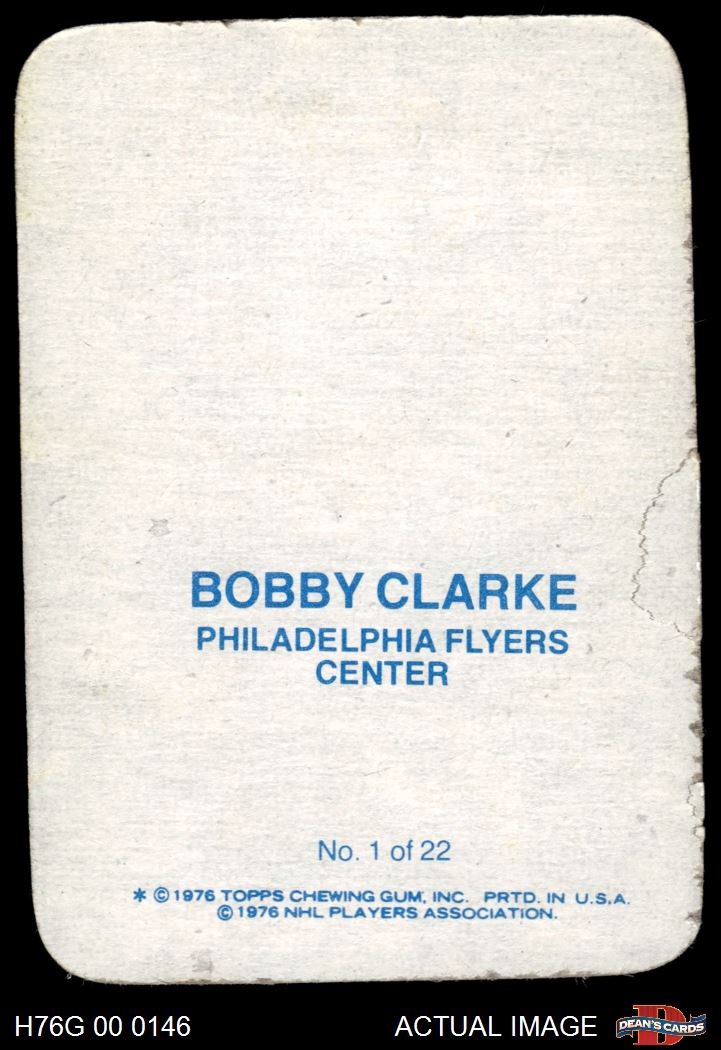 BOBBY CLARKE
PHILADELPHIA FLYERS
CENTER
No. 1 of 22
* © 1976 TOPPS CHEWING GUM, INC. PRTD. IN U.S.A.
© 1976 NHL PLAYERS ASSOCIATION.
H76G 00 0146 ACTUAL IMAGE D DEAN'S CARDS